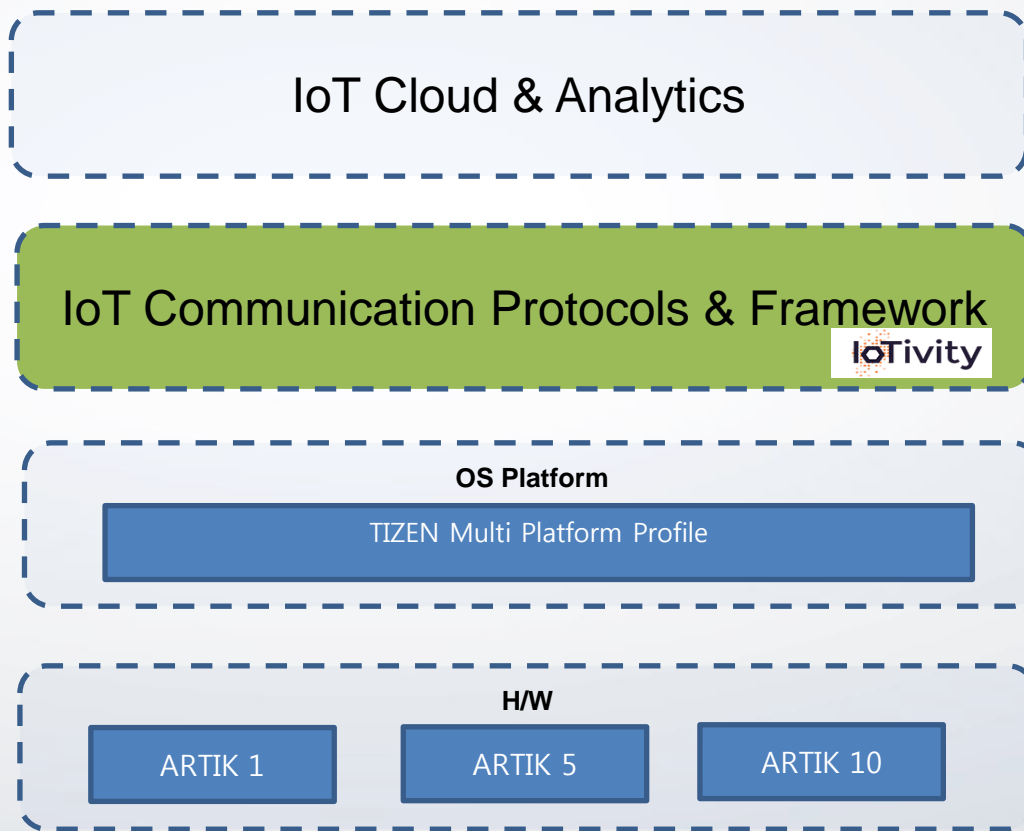 IoT Cloud & Analytics
IoT Communication Protocols & Framework
IoTivity
OS Platform
TIZEN Multi Platform Profile
H/W
ARTIK 1
ARTIK 5
ARTIK 10